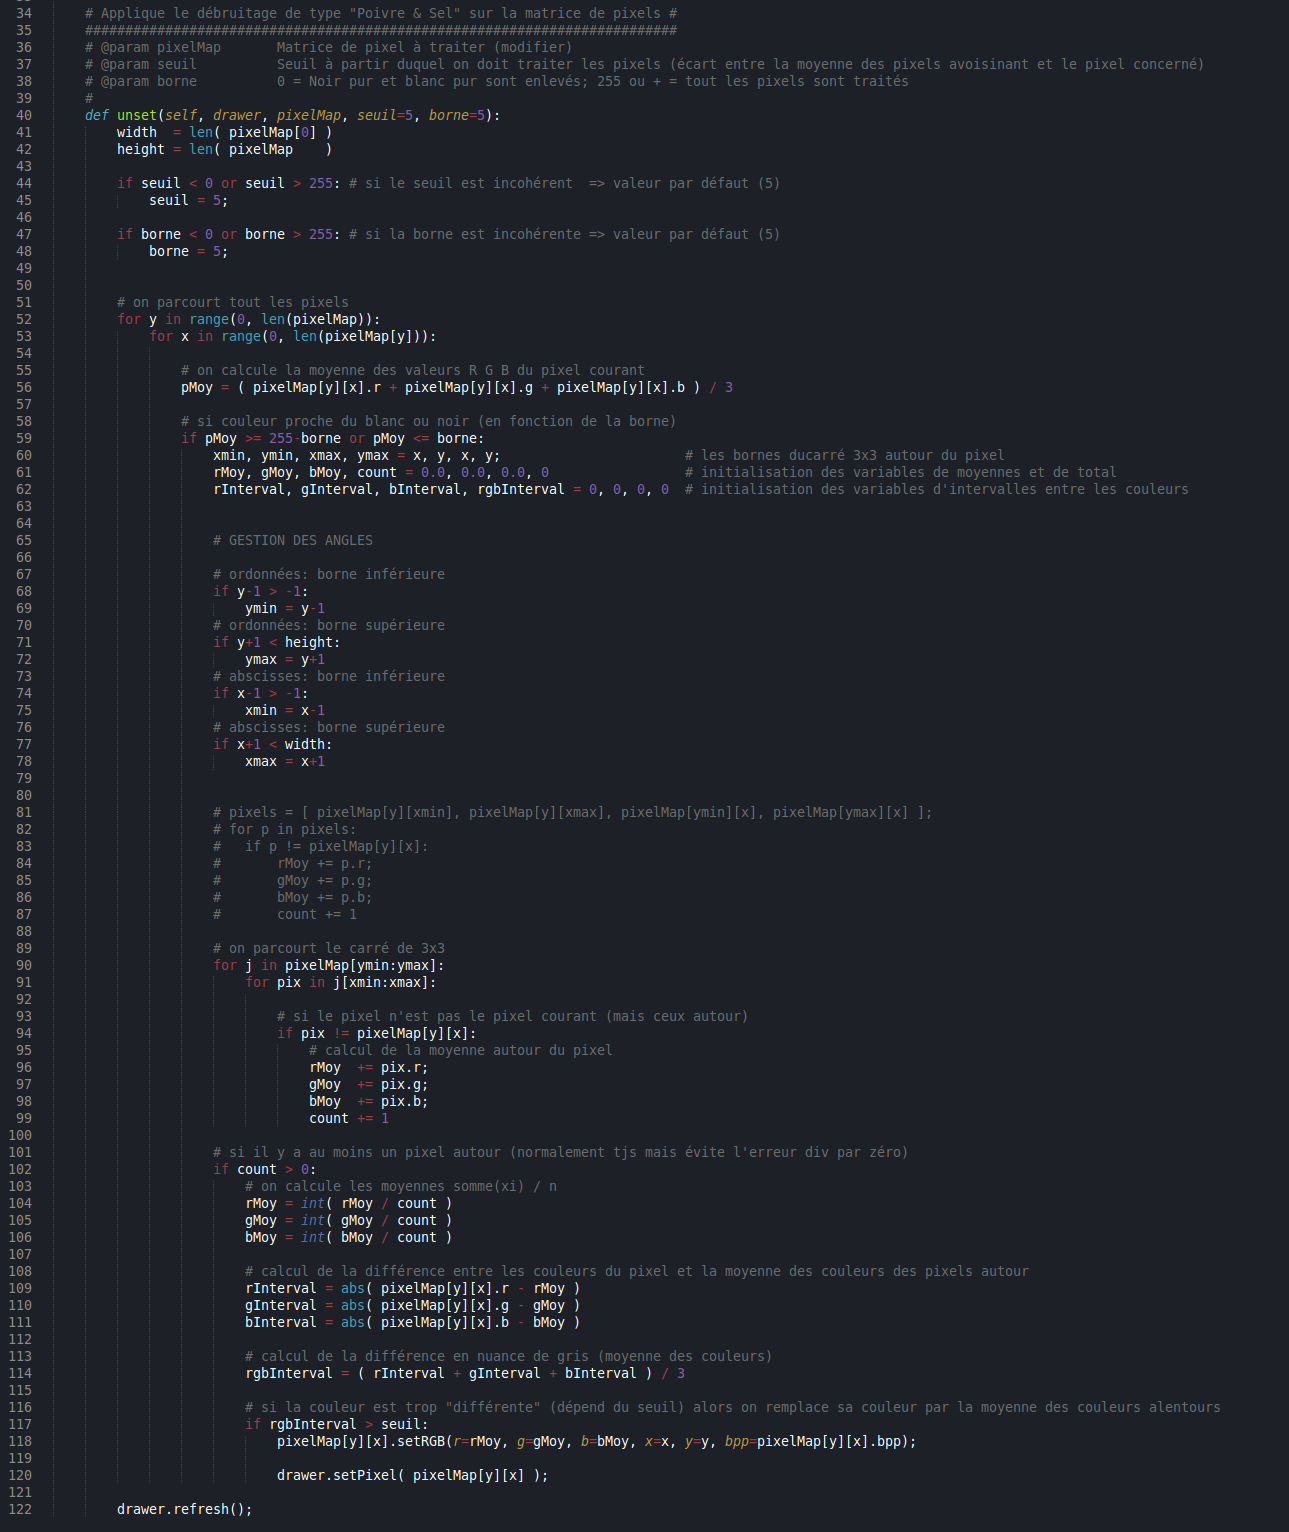 34 # Applique le débruitage de type "Poivre & Sel" sur la matrice de pixels #
35 ##########################################################################
36 # @param pixelMap       Matrice de pixel à traiter (modifier)
37 # @param seuil          Seuil à partir duquel on doit traiter les pixels (écart entre la moyenne des pixels avoisinant et le pixel concerné)
38 # @param borne          0 = Noir pur et blanc pur sont enlevés; 255 ou + = tout les pixels sont traités
39 #
40 def unset(self, drawer, pixelMap, seuil=5, borne=5):
41     width  = len( pixelMap[0] )
42     height = len( pixelMap    )
43
44     if seuil < 0 or seuil > 255: # si le seuil est incohérent  => valeur par défaut (5)
45         seuil = 5;
46
47     if borne < 0 or borne > 255: # si la borne est incohérente => valeur par défaut (5)
48         borne = 5;
49
50
51     # on parcourt tout les pixels
52     for y in range(0, len(pixelMap)):
53         for x in range(0, len(pixelMap[y])):
54
55             # on calcule la moyenne des valeurs R G B du pixel courant
56             pMoy = ( pixelMap[y][x].r + pixelMap[y][x].g + pixelMap[y][x].b ) / 3
57
58             # si couleur proche du blanc ou noir (en fonction de la borne)
59             if pMoy >= 255-borne or pMoy <= borne:
60                 xmin, ymin, xmax, ymax = x, y, x, y;                       # les bornes ducarré 3x3 autour du pixel
61                 rMoy, gMoy, bMoy, count = 0.0, 0.0, 0.0, 0                 # initialisation des variables de moyennes et de total
62                 rInterval, gInterval, bInterval, rgbInterval = 0, 0, 0, 0  # initialisation des variables d'intervalles entre les couleurs
63
64
65                 # GESTION DES ANGLES
66
67                 # ordonnées: borne inférieure
68                 if y-1 > -1:
69                     ymin = y-1
70                 # ordonnées: borne supérieure
71                 if y+1 < height:
72                     ymax = y+1
73                 # abscisses: borne inférieure
74                 if x-1 > -1:
75                     xmin = x-1
76                 # abscisses: borne supérieure
77                 if x+1 < width:
78                     xmax = x+1
79
80
81                 # pixels = [ pixelMap[y][xmin], pixelMap[y][xmax], pixelMap[ymin][x], pixelMap[ymax][x] ];
82                 # for p in pixels:
83                 #   if p != pixelMap[y][x]:
84                 #       rMoy += p.r;
85                 #       gMoy += p.g;
86                 #       bMoy += p.b;
87                 #       count += 1
88
89                 # on parcourt le carré de 3x3
90                 for j in pixelMap[ymin:ymax]:
91                     for pix in j[xmin:xmax]:
92
93                         # si le pixel n'est pas le pixel courant (mais ceux autour)
94                         if pix != pixelMap[y][x]:
95                             # calcul de la moyenne autour du pixel
96                             rMoy  += pix.r;
97                             gMoy  += pix.g;
98                             bMoy  += pix.b;
99                             count += 1
100
101                 # si il y a au moins un pixel autour (normalement tjs mais évite l'erreur div par zéro)
102                 if count > 0:
103                     # on calcule les moyennes somme(xi) / n
104                     rMoy = int( rMoy / count )
105                     gMoy = int( gMoy / count )
106                     bMoy = int( bMoy / count )
107
108                     # calcul de la différence entre les couleurs du pixel et la moyenne des couleurs des pixels autour
109                     rInterval = abs( pixelMap[y][x].r - rMoy )
110                     gInterval = abs( pixelMap[y][x].g - gMoy )
111                     bInterval = abs( pixelMap[y][x].b - bMoy )
112
113                     # calcul de la différence en nuance de gris (moyenne des couleurs)
114                     rgbInterval = ( rInterval + gInterval + bInterval ) / 3
115
116                     # si la couleur est trop "différente" (dépend du seuil) alors on remplace sa couleur par la moyenne des couleurs alentours
117                     if rgbInterval > seuil:
118                         pixelMap[y][x].setRGB(r=rMoy, g=gMoy, b=bMoy, x=x, y=y, bpp=pixelMap[y][x].bpp);
119
120                         drawer.setPixel( pixelMap[y][x] );
121
122     drawer.refresh();